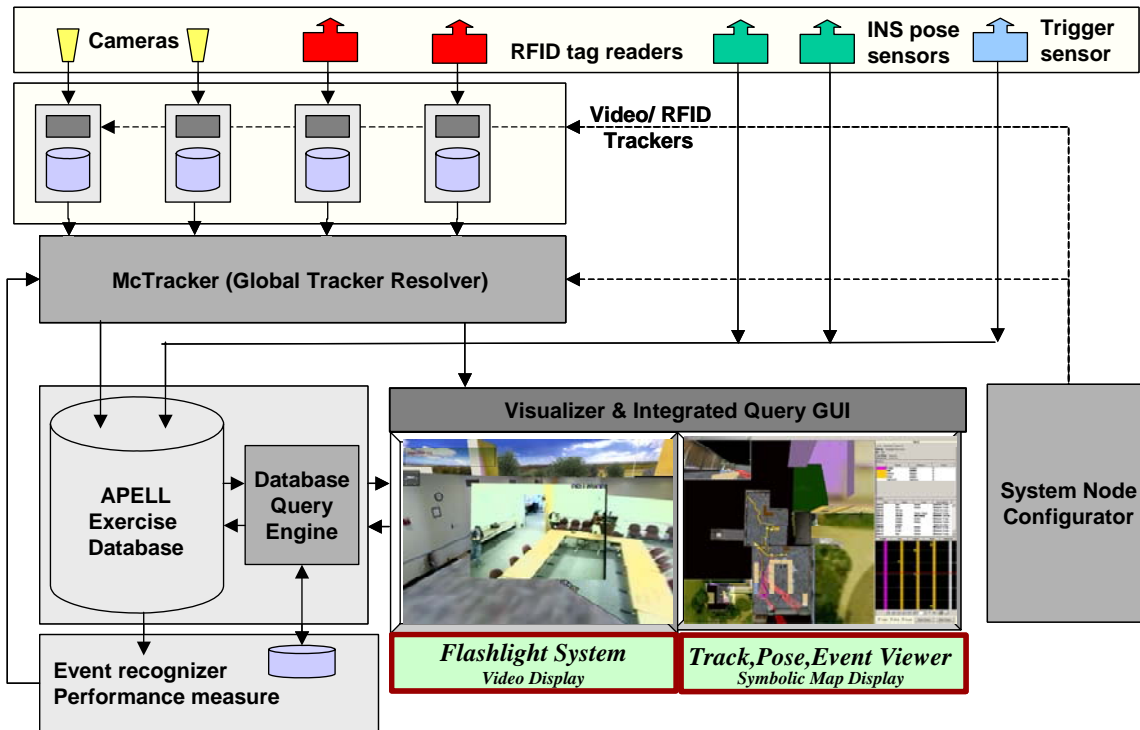 Cameras
RFID tag readers
INS pose
sensors
Trigger
sensor
Video/ RFID
Trackers
McTracker (Global Tracker Resolver)
Visualizer & Integrated Query GUI
APELL
Exercise
Database
Database
Query
Engine
System Node
Configurator
Flashlight System
Video Display
Track,Pose,Event Viewer
Symbolic Map Display
Event recognizer
Performance measure